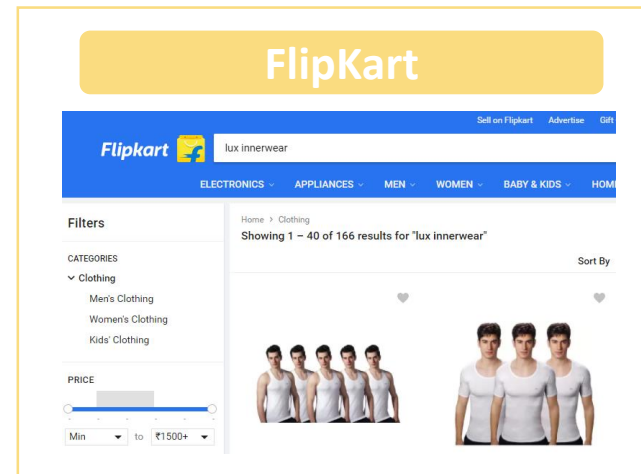 FlipKart
Sell on Flipkart Advertise Gift
Flipkart
lux innerwear
ELECTRONICS APPLIANCES MEN WOMEN BABY & KIDS HOM
Filters
Home > Clothing
Showing 1 – 40 of 166 results for "lux innerwear"
CATEGORIES
Sort By
Clothing
Men's Clothing
Women's Clothing
Kids' Clothing
PRICE
Min to ₹1500+